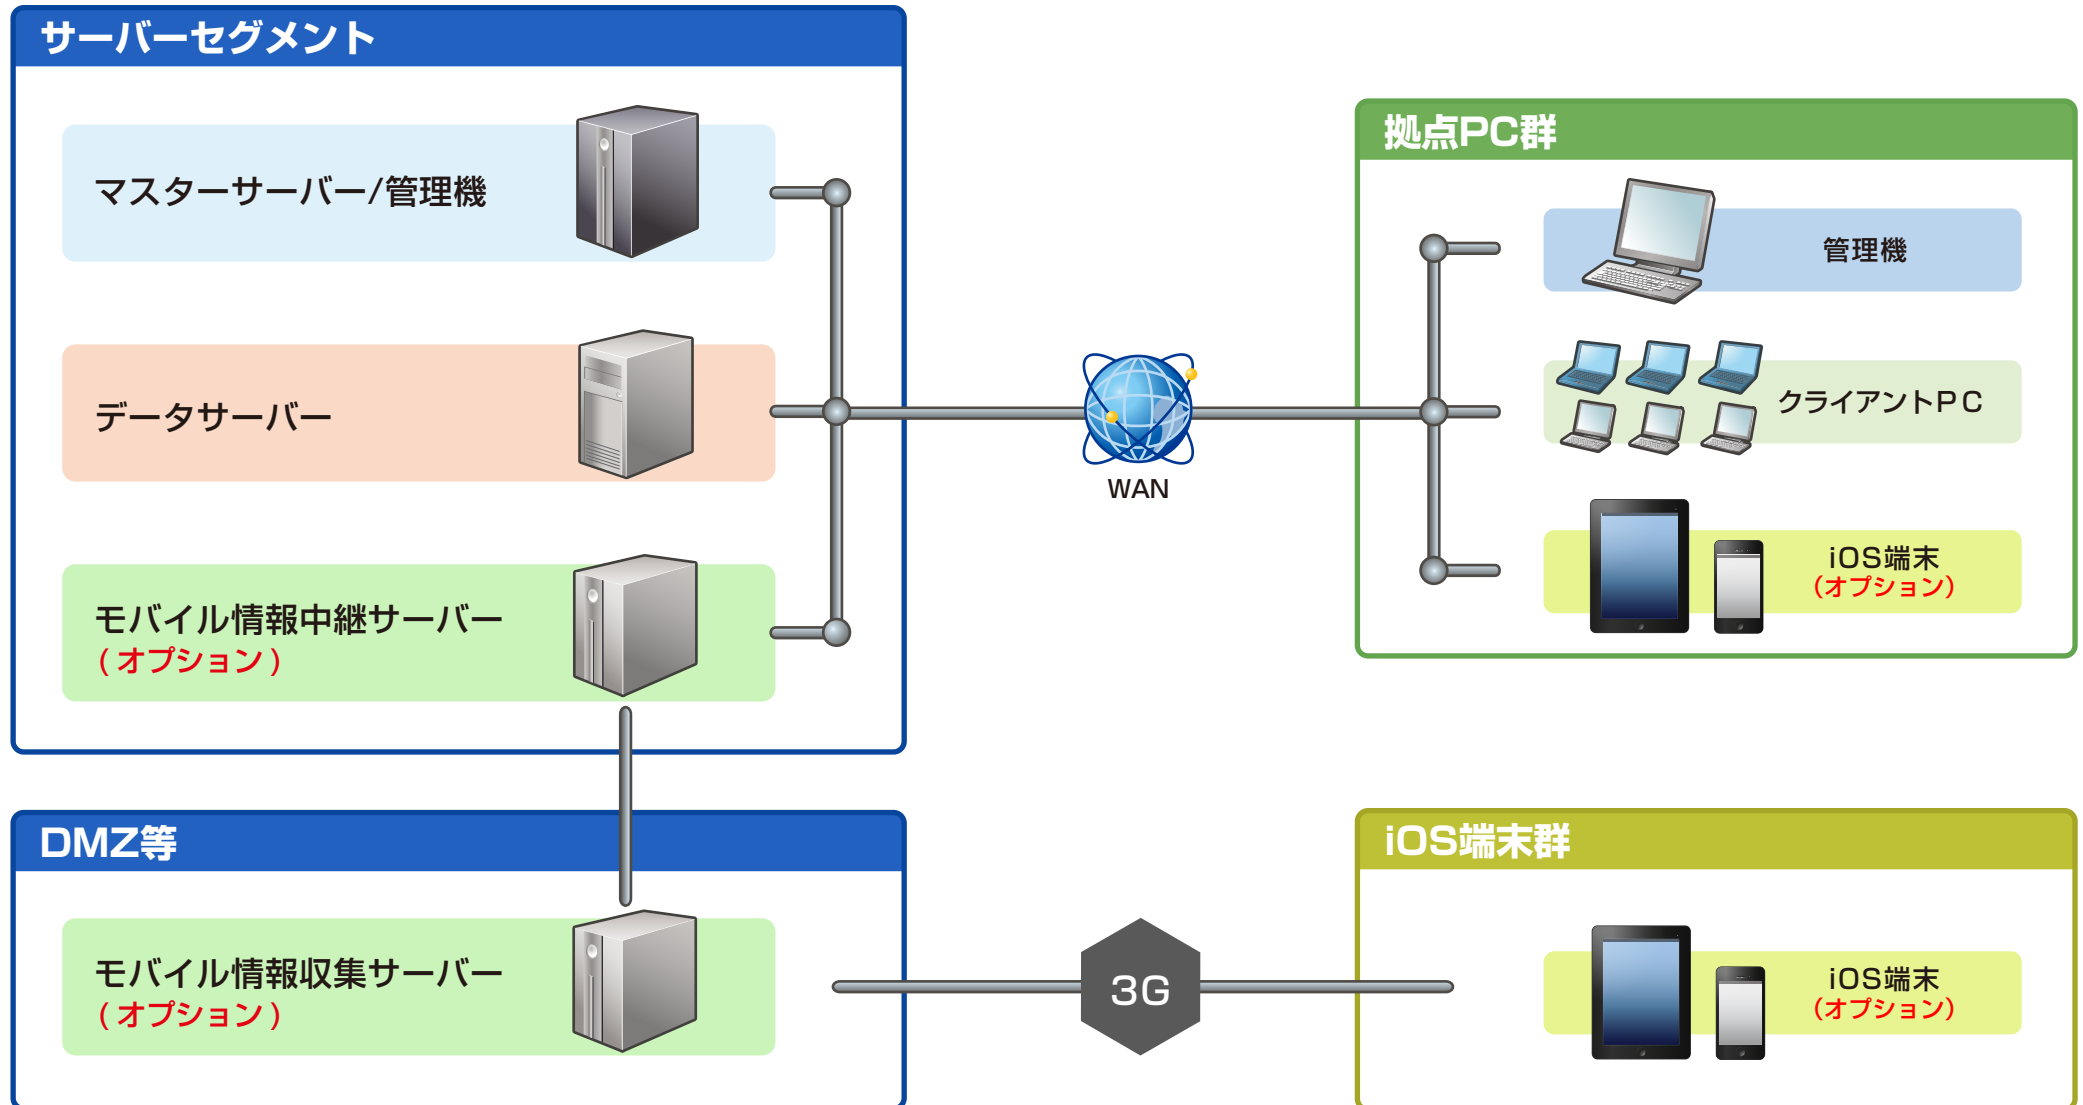 サーバーセグメント
マスターサーバー/管理機
データサーバー
モバイル情報中継サーバー
(オプション)
WAN
拠点PC群
管理機
クライアントPC
iOS端末
(オプション)
DMZ等
モバイル情報収集サーバー
(オプション)
3G
iOS端末群
iOS端末
(オプション)